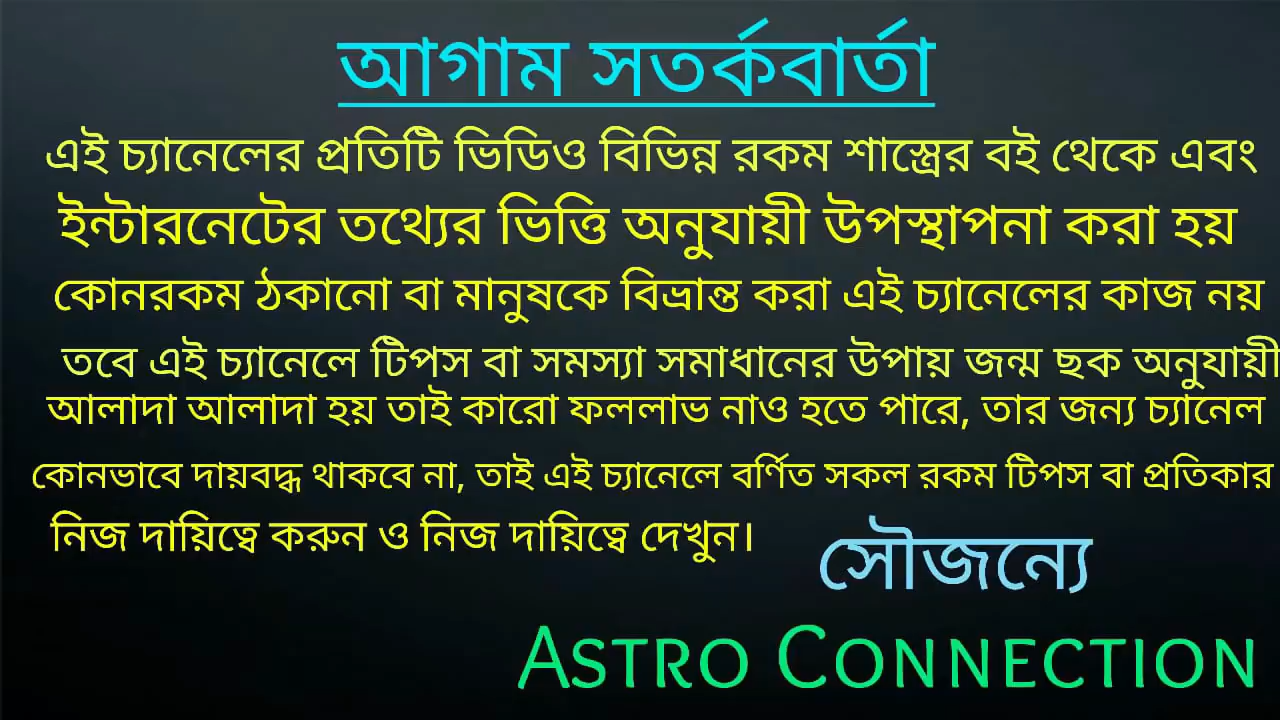 আগাম সতর্কবার্তা
এই চ্যানেলের প্রতিটি ভিডিও বিভিন্ন রকম শাস্ত্রের বই থেকে এবং
ইন্টারনেটের তথ্যের ভিত্তি অনুযায়ী উপস্থাপনা করা হয়
কোনরকম ঠকানো বা মানুষকে বিভ্রান্ত করা এই চ্যানেলের কাজ নয়
তবে এই চ্যানেলে টিপস বা সমস্যা সমাধানের উপায় জন্ম ছক অনুযায়ী
আলাদা আলাদা হয় তাই কারো ফললাভ নাও হতে পারে, তার জন্য চ্যানেল
কোনভাবে দায়বদ্ধ থাকবে না, তাই এই চ্যানেলে বর্ণিত সকল রকম টিপস বা প্রতিকার
নিজ দায়িত্বে করুন ও নিজ দায়িত্বে দেখুন।
সৌজন্যে
ASTRO CONNECTION